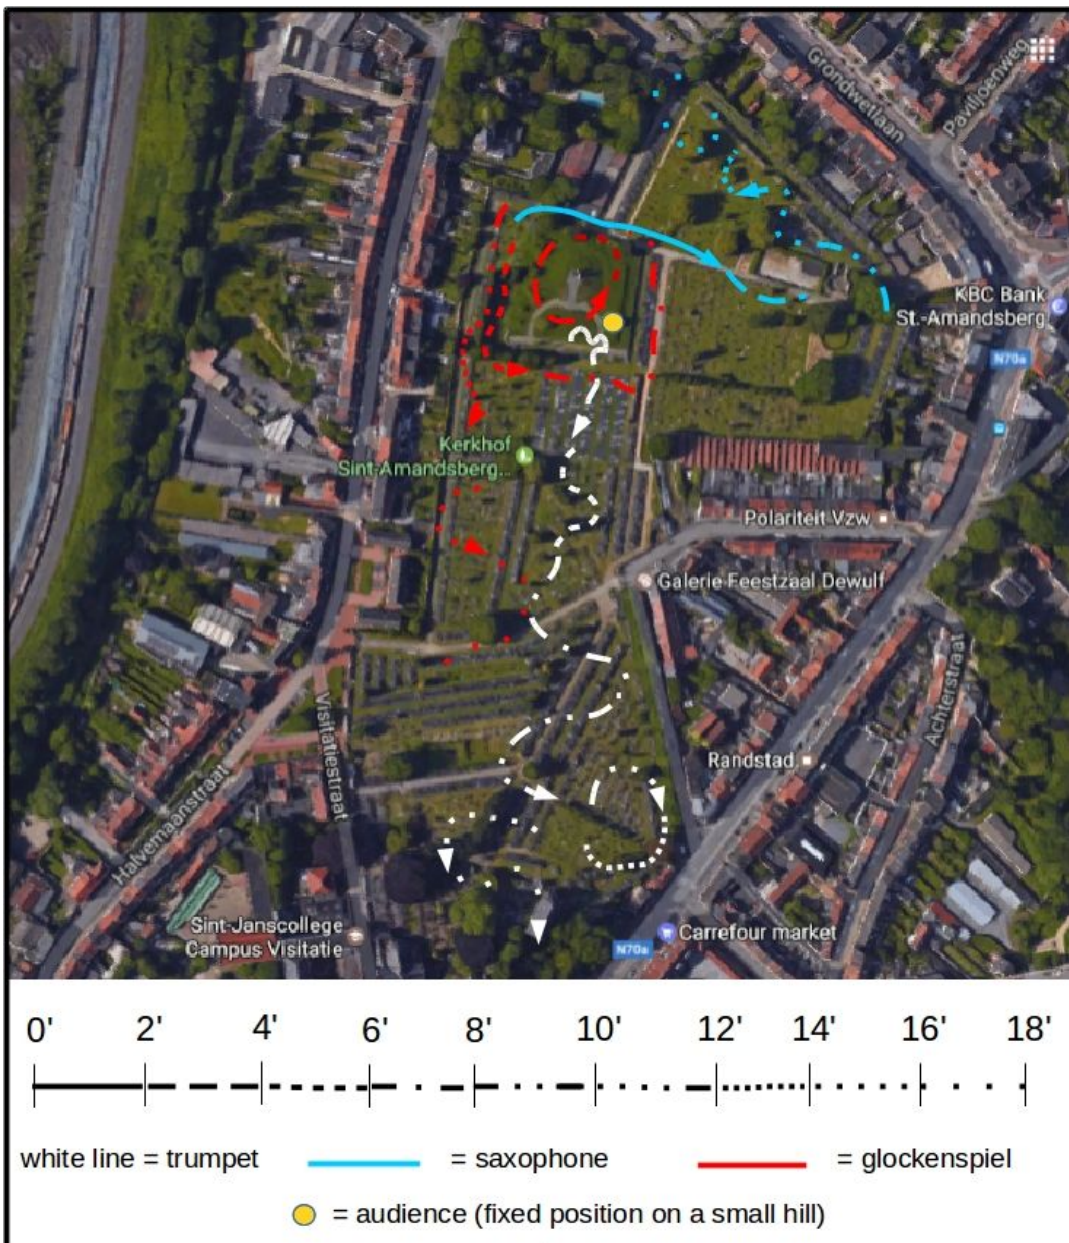 Grondwetlaan
Paviljoenweg
KBC Bank
St.-Amandsberg
N70a
Kerkhof
Sint-Amandsberg...
Polariteit Vzw
Galerie Feestzaal Dewulf
Achterstraat
Visitatiestraat
Randstad
Halvemaanstraat
Sint-Janscollege
Campus Visitatie
N70a
Carrefour market
0' 2' 4' 6' 8' 10' 12' 14' 16' 18'
white line = trumpet = saxophone = glockenspiel
= audience (fixed position on a small hill)